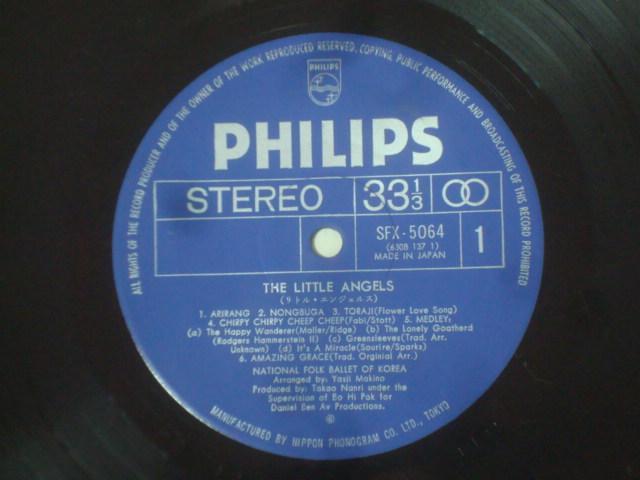 ALL RIGHTS OF THE RECORD PRODUCER AND OF THE OWNER OF THE WORK REPRODUCED RESERVED. COPYING, PUBLIC PERFORMANCE AND BROADCASTING OF THIS RECORD PROHIBITED
PHILIPS
PHILIPS
STEREO 33 1/3
SFX-5064 1
(6308 137 1)
MADE IN JAPAN
THE LITTLE ANGELS
(リトル・エンジェルス)
1. ARIRANG 2. NONGBUGA 3. TORAJI(Flower Love Song)
4. CHIRPY CHIRPY CHEEP CHEEP(Fabi/Stott) 5. MEDLEY,
(a) The Happy Wanderer(Moller/Ridge) (b) The Lonely Goatherd
(Rodgers Hammerstein II) (c) Greensleeves(Trad. Arr.
Unknown) (d) It's A Miracle(Sourire/Sparks)
6. AMAZING GRACE(Trad. Orginial Arr.)
NATIONAL FOLK BALLET OF KOREA
Arranged by: Yasji Makino
Produced by: Takao Nanri under the
Supervision of Bo Hi Pak for
Daniel Ben Av Productions.
MANUFACTURED BY NIPPON PHONOGRAM CO. LTD., TOKYO